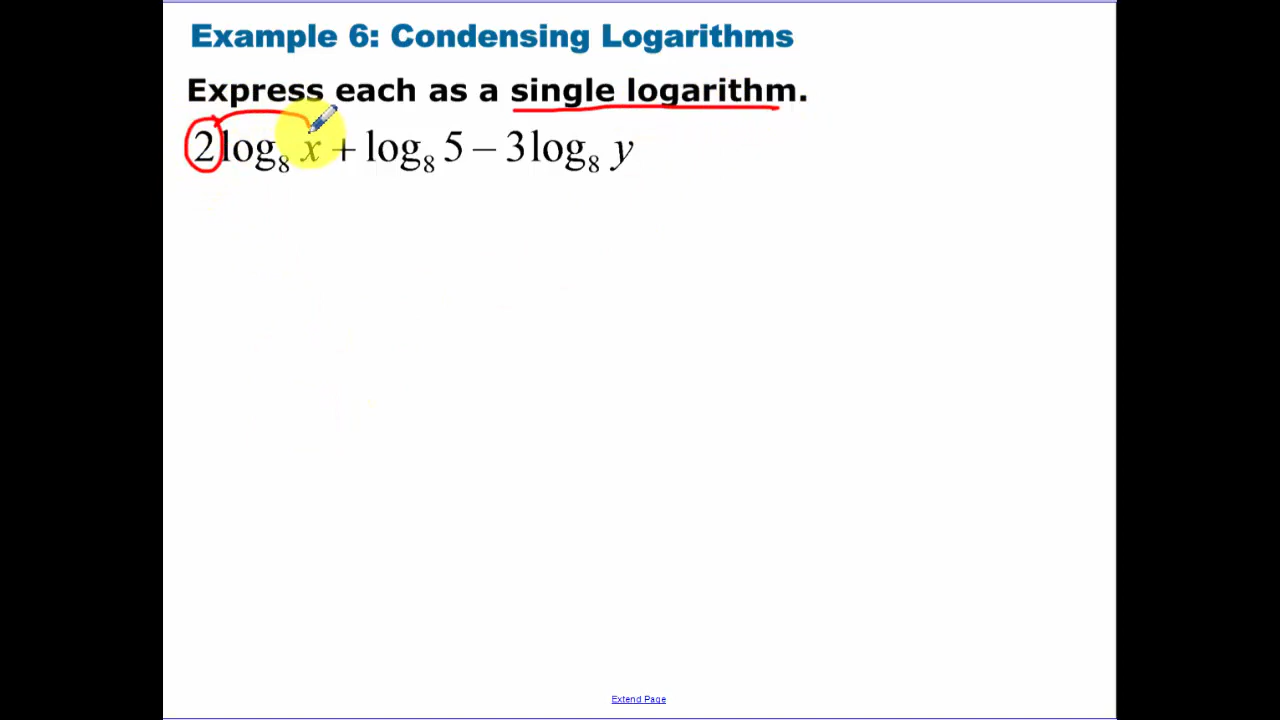 Example 6: Condensing Logarithms
Express each as a single logarithm.
2log₈ x + log₈ 5 − 3log₈ y
Extend Page